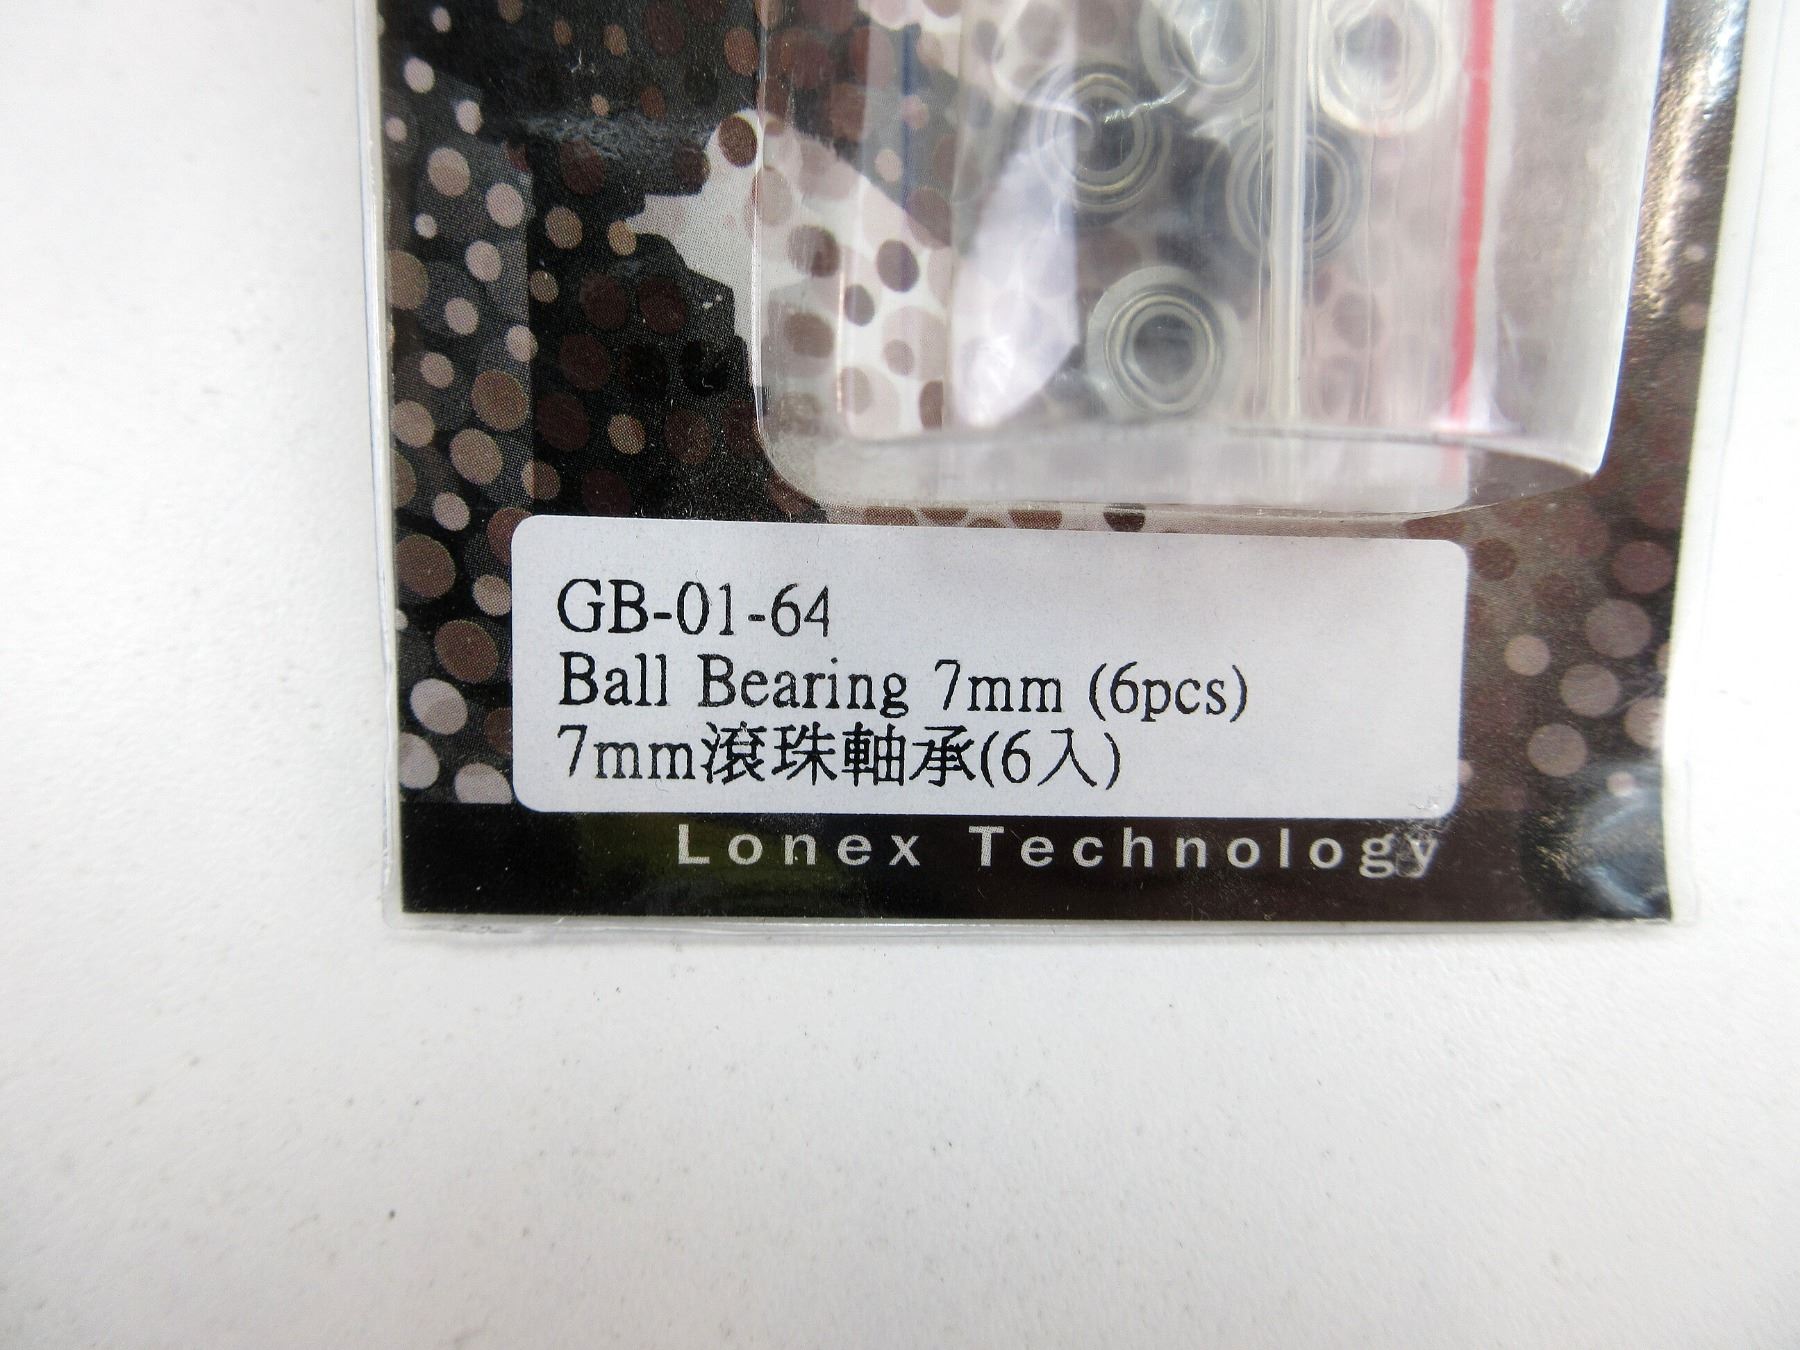 GB-01-64
Ball Bearing 7mm (6pcs)
7mm滾珠軸承(6入)
Lonex Technology